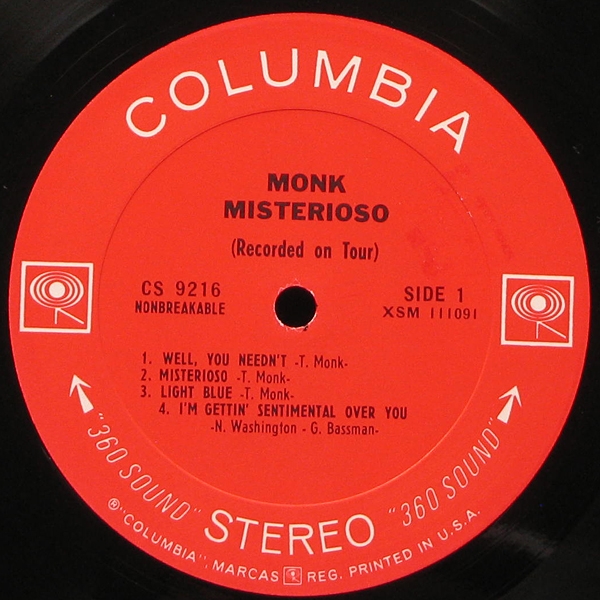 COLUMBIA
MONK
MISTERIOSO
(Recorded on Tour)
CS 9216
NONBREAKABLE
SIDE 1
XSM 111091
1. WELL, YOU NEEDN'T -T. Monk-
2. MISTERIOSO -T. Monk-
3. LIGHT BLUE -T. Monk-
4. I'M GETTIN' SENTIMENTAL OVER YOU
-N. Washington - G. Bassman-
"360 SOUND" STEREO "360 SOUND"
®"COLUMBIA", MARCAS REG. PRINTED IN U.S.A.